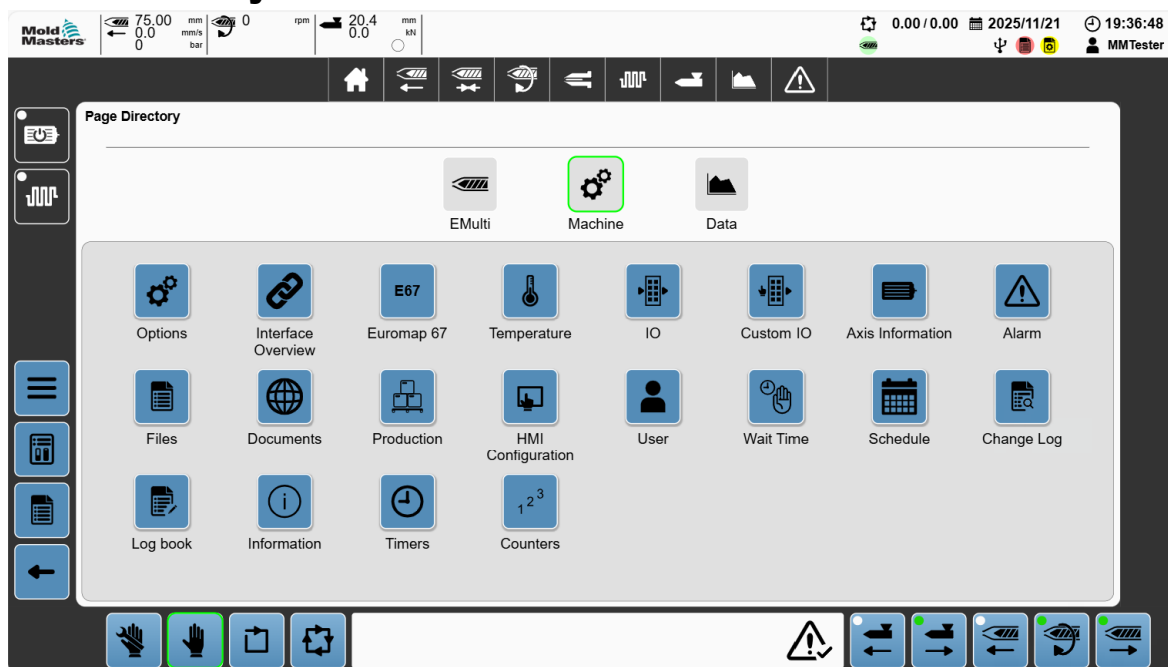 Mold
Masters
75.00 mm
0.0 mm/s
0 bar
0 rpm
20.4 mm
0.0 kN
0.00 / 0.00
2025/11/21
19:36:48
MMTester
Page Directory
EMulti
Machine
Data
E67
Options
Interface
Overview
Euromap 67
Temperature
IO
Custom IO
Axis Information
Alarm
Files
Documents
Production
HMI
Configuration
User
Wait Time
Schedule
Change Log
1 2 3
Log book
Information
Timers
Counters